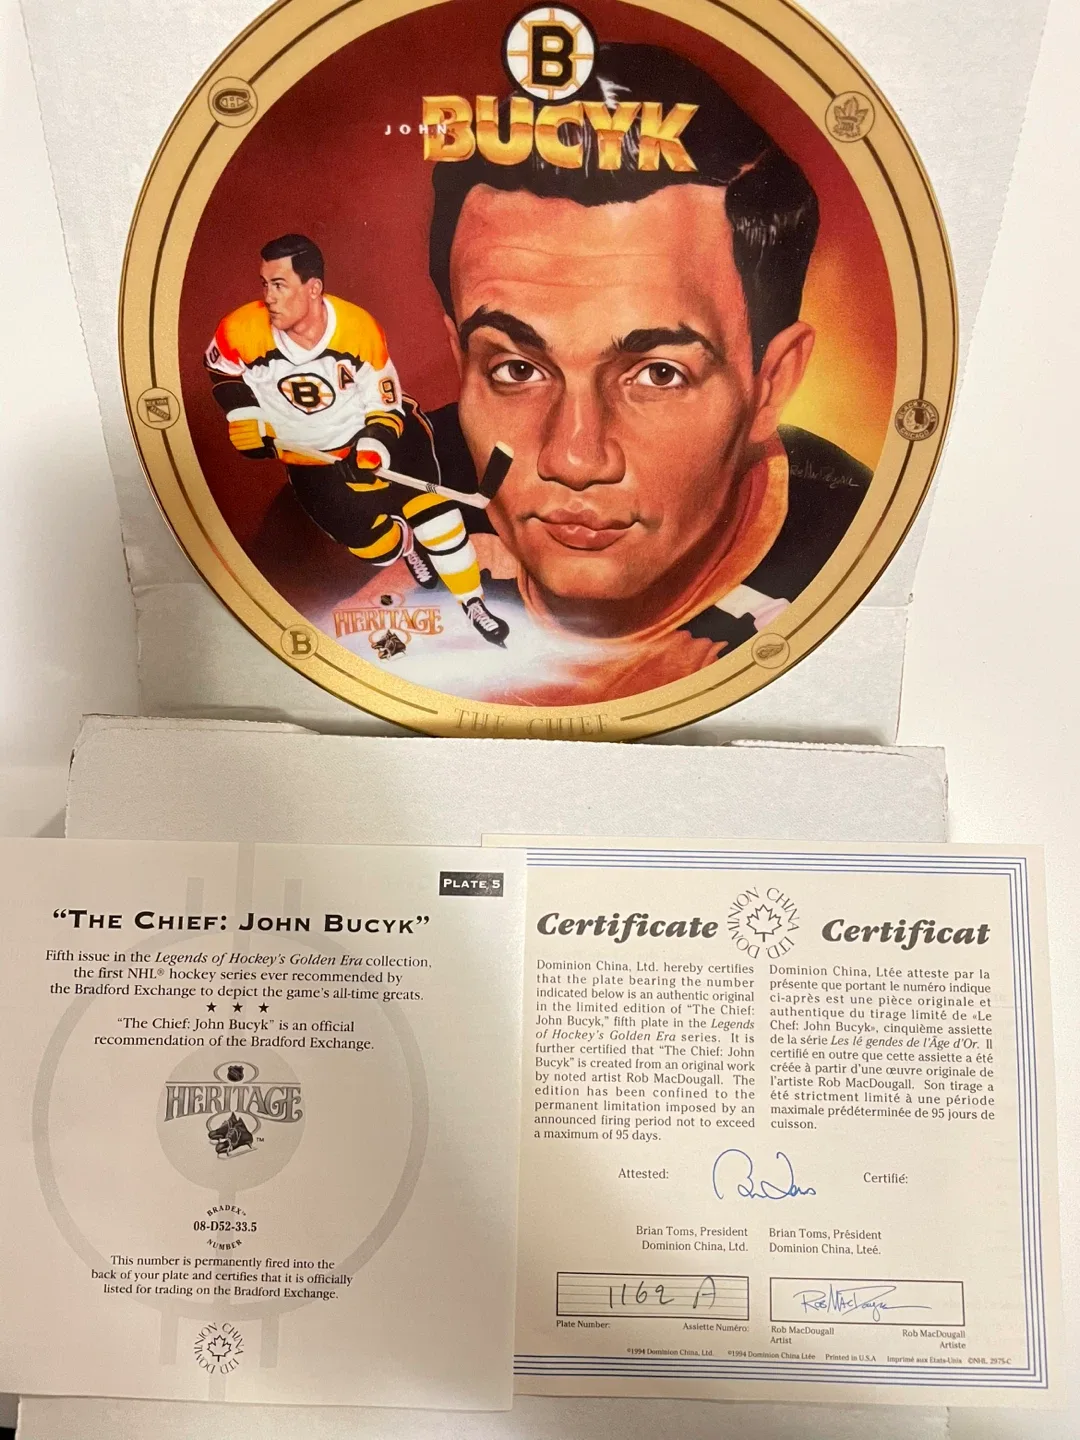 B
JOHN
BUCYK
B
A
9
9
Rob MacDougall
HERITAGE
B
THE CHIEF
PLATE 5
“THE CHIEF: JOHN BUCYK”
Fifth issue in the Legends of Hockey's Golden Era collection,
the first NHL® hockey series ever recommended by
the Bradford Exchange to depict the game's all-time greats.
★ ★ ★
“The Chief: John Bucyk” is an official
recommendation of the Bradford Exchange.
HERITAGE™
BRADEX™
08-D52-33.5
NUMBER
This number is permanently fired into the
back of your plate and certifies that it is officially
listed for trading on the Bradford Exchange.
DOMINION CHINA LTD
Certificate
DOMINION CHINA LTD
Certificat
Dominion China, Ltd. hereby certifies
that the plate bearing the number
indicated below is an authentic original
in the limited edition of "The Chief:
John Bucyk," fifth plate in the Legends
of Hockey's Golden Era series. It is
further certified that "The Chief: John
Bucyk" is created from an original work
by noted artist Rob MacDougall. The
edition has been confined to the
permanent limitation imposed by an
announced firing period not to exceed
a maximum of 95 days.
Dominion China, Ltée atteste par la
présente que portant le numéro indique
ci-après est une pièce originale et
authentique du tirage limité de «Le
Chef: John Bucyk», cinquième assiette
de la série Les lé gendes de l'Âge d'Or. Il
certifié en outre que cette assiette a été
créée à partir d'une œuvre originale de
l'artiste Rob MacDougall. Son tirage a
été strictment limité à une période
maximale prédéterminée de 95 jours de
cuisson.
Attested:
Certifié:
Brian Toms, President
Dominion China, Ltd.
Brian Toms, Président
Dominion China, Lteé.
1162 A
Plate Number:
Assiette Numéro:
Rob MacDougall
Rob MacDougall
Artist
Rob MacDougall
Artiste
©1994 Dominion China, Ltd. ©1994 Dominion China Ltée Printed in U.S.A Imprimé aux Etats-Unis ©NHL 2975-C